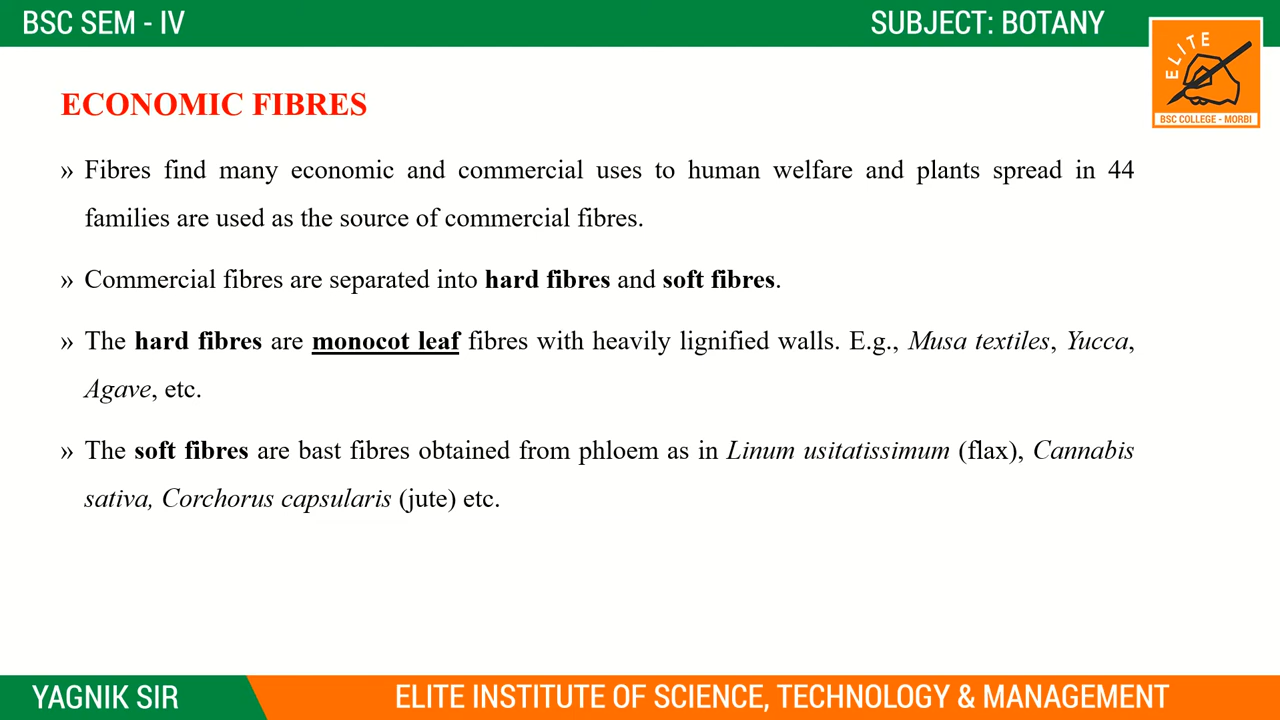 BSC SEM - IV
SUBJECT: BOTANY
ELITE
BSC COLLEGE - MORBI
ECONOMIC FIBRES
» Fibres find many economic and commercial uses to human welfare and plants spread in 44
families are used as the source of commercial fibres.
» Commercial fibres are separated into hard fibres and soft fibres.
» The hard fibres are monocot leaf fibres with heavily lignified walls. E.g., Musa textiles, Yucca,
Agave, etc.
» The soft fibres are bast fibres obtained from phloem as in Linum usitatissimum (flax), Cannabis
sativa, Corchorus capsularis (jute) etc.
YAGNIK SIR
ELITE INSTITUTE OF SCIENCE, TECHNOLOGY & MANAGEMENT